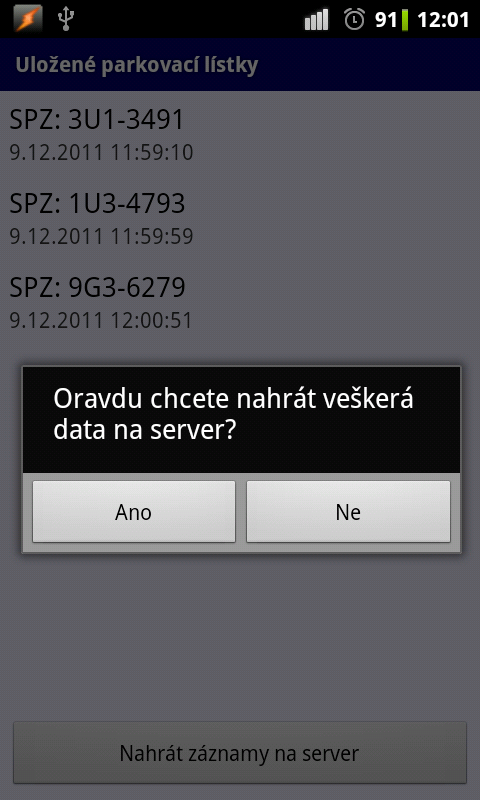 91 12:01
Uložené parkovací lístky
SPZ: 3U1-3491
9.12.2011 11:59:10
SPZ: 1U3-4793
9.12.2011 11:59:59
SPZ: 9G3-6279
9.12.2011 12:00:51
Oravdu chcete nahrát veškerá
data na server?
Ano Ne
Nahrát záznamy na server